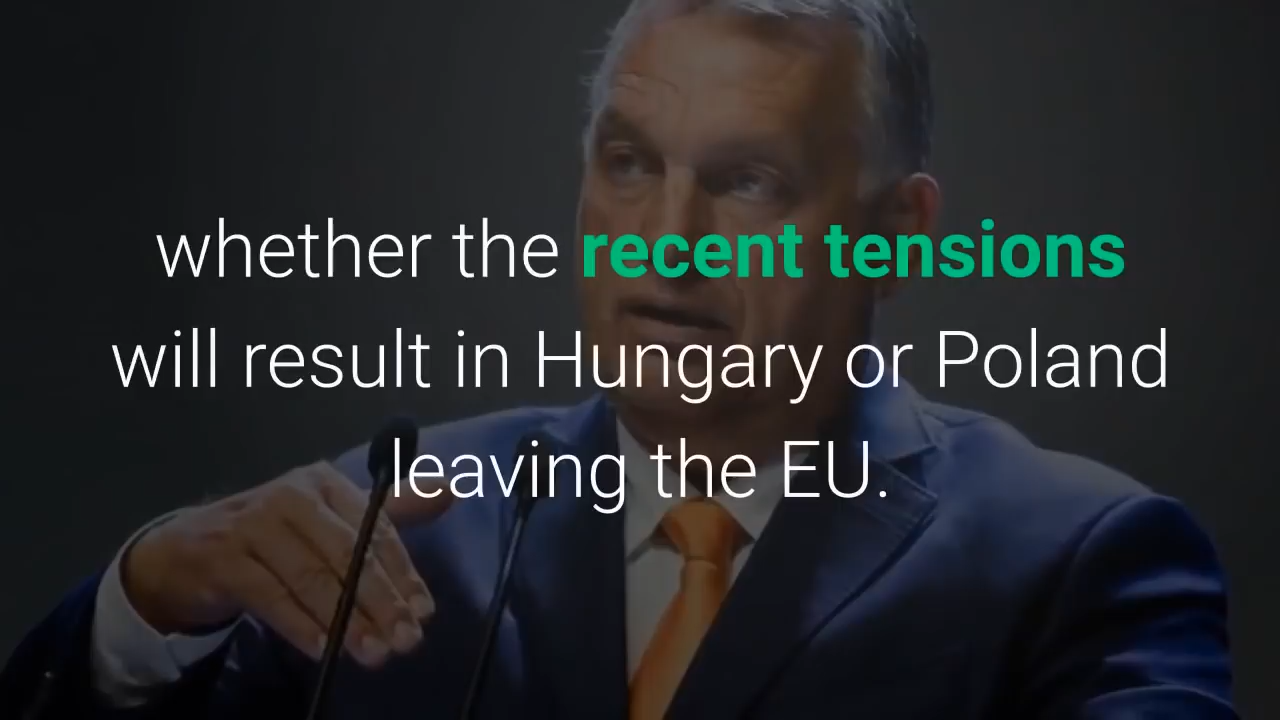 whether the recent tensions
will result in Hungary or Poland
leaving the EU.